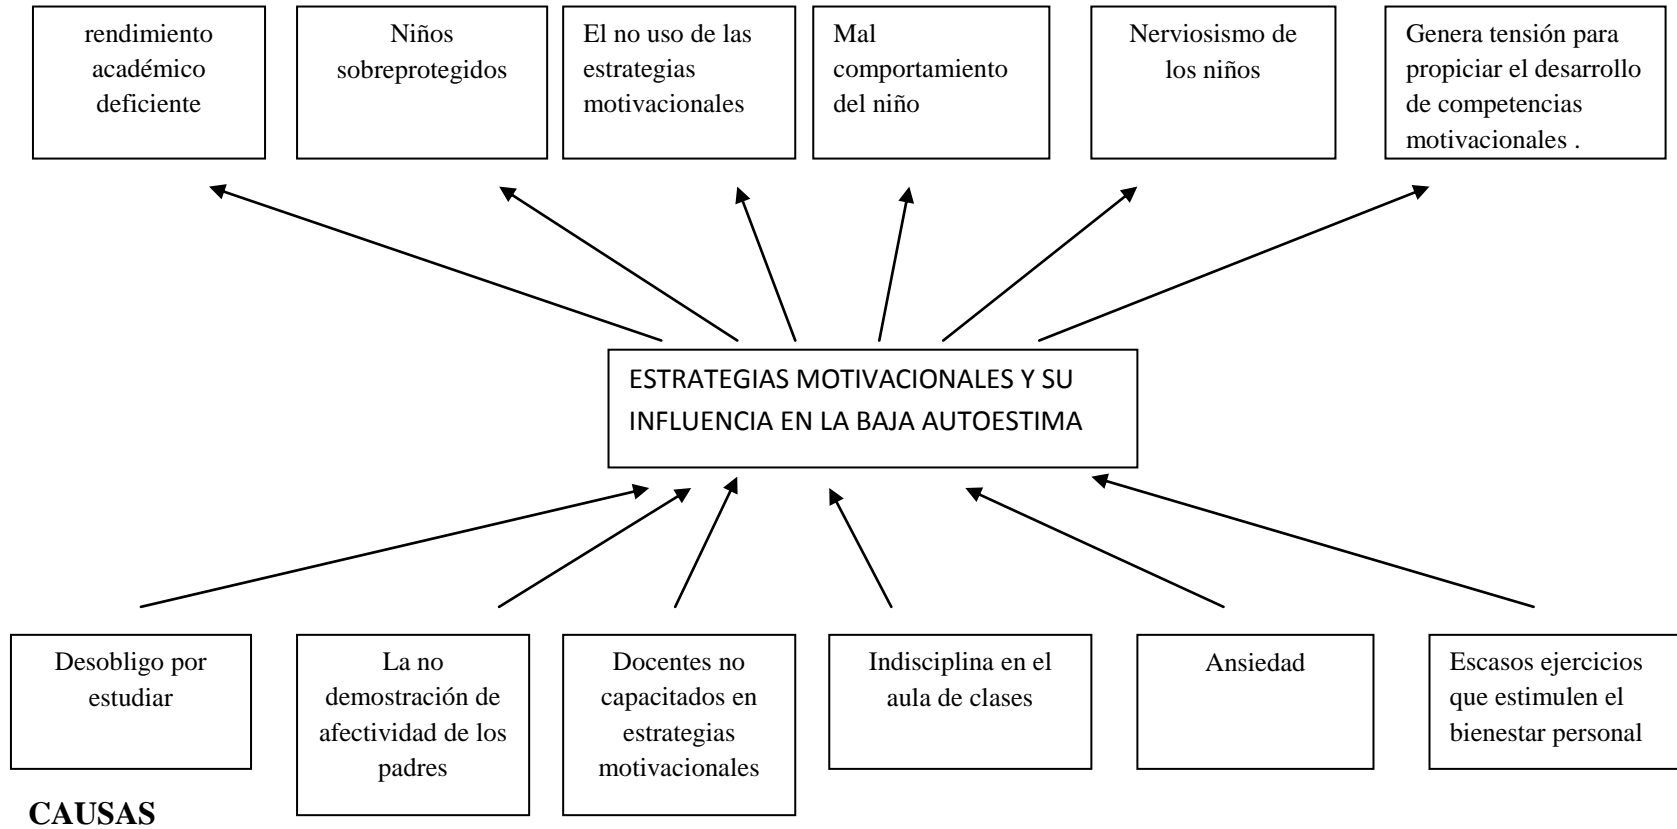 rendimiento
académico
deficiente
Niños
sobreprotegidos
El no uso de las
estrategias
motivacionales
Mal
comportamiento
del niño
Nerviosismo de
los niños
Genera tensión para
propiciar el desarrollo
de competencias
motivacionales .
ESTRATEGIAS MOTIVACIONALES Y SU
INFLUENCIA EN LA BAJA AUTOESTIMA
Desobligo por
estudiar
La no
demostración de
afectividad de los
padres
Docentes no
capacitados en
estrategias
motivacionales
Indisciplina en el
aula de clases
Ansiedad
Escasos ejercicios
que estimulen el
bienestar personal
CAUSAS